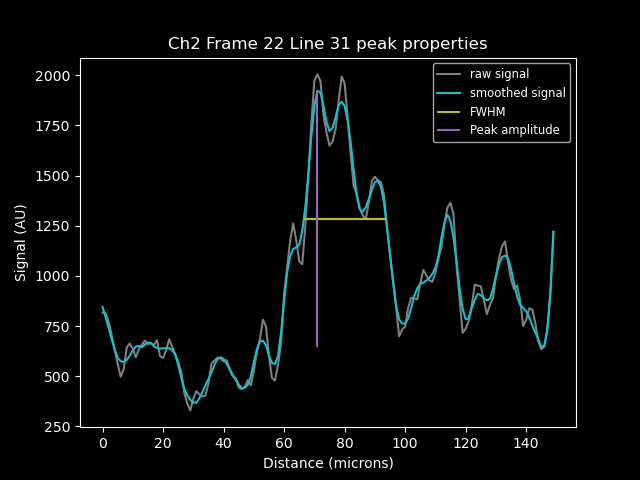 Ch2 Frame 22 Line 31 peak properties
raw signal
smoothed signal
FWHM
Peak amplitude
Signal (AU)
2000
1750
1500
1250
1000
750
500
250
0 20 40 60 80 100 120 140
Distance (microns)